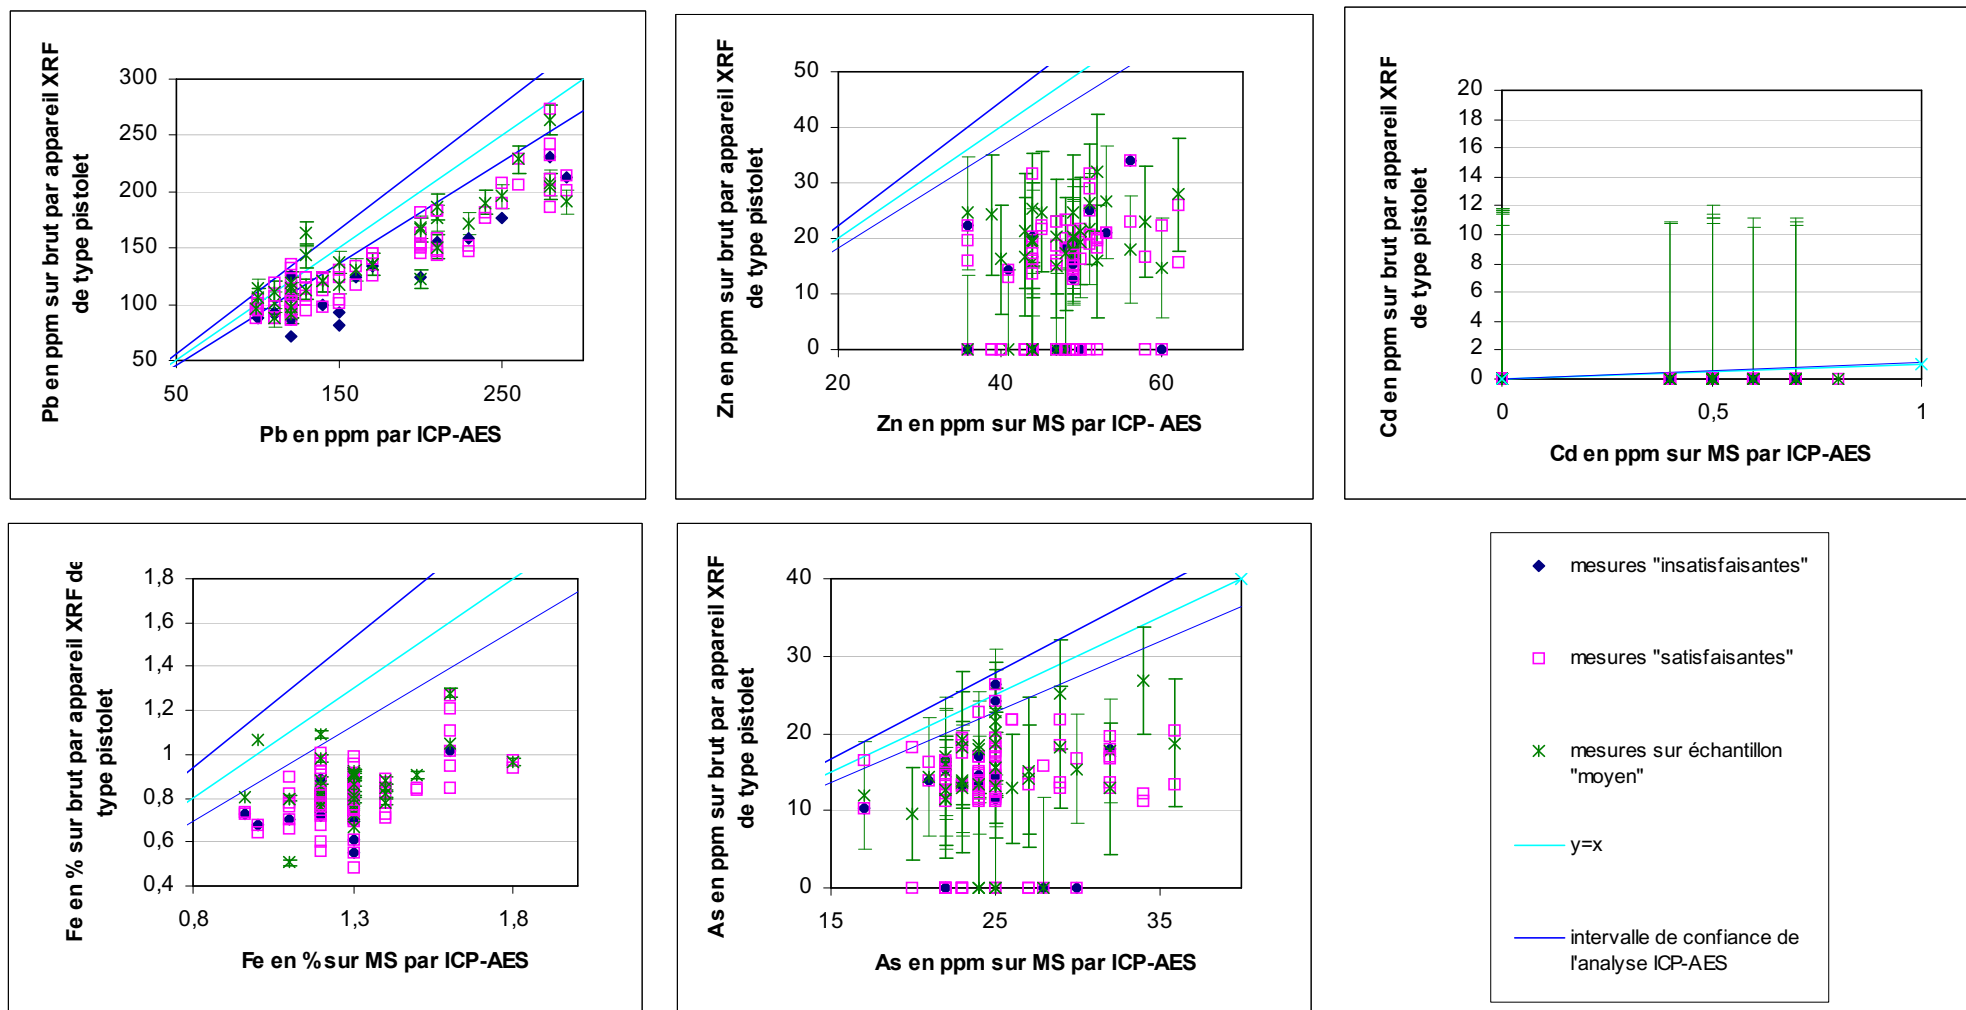 Pb en ppm sur brut par appareil XRF
de type pistolet
300
250
200
150
100
50
50
150
250
Pb en ppm par ICP-AES
Zn en ppm sur brut par appareil XRF
de type pistolet
50
40
30
20
10
0
20
40
60
Zn en ppm sur MS par ICP- AES
Cd en ppm sur brut par appareil XRF
de type pistolet
20
18
16
14
12
10
8
6
4
2
0
0
0,5
1
Cd en ppm sur MS par ICP-AES
Fe en % sur brut par appareil XRF de
type pistolet
1,8
1,6
1,4
1,2
1
0,8
0,6
0,4
0,8
1,3
1,8
Fe en % sur MS par ICP-AES
As en ppm sur brut par appareil XRF
de type pistolet
40
30
20
10
0
15
25
35
As en ppm sur MS par ICP-AES
mesures "insatisfaisantes"
mesures "satisfaisantes"
mesures sur échantillon
"moyen"
y=x
intervalle de confiance de
l'analyse ICP-AES